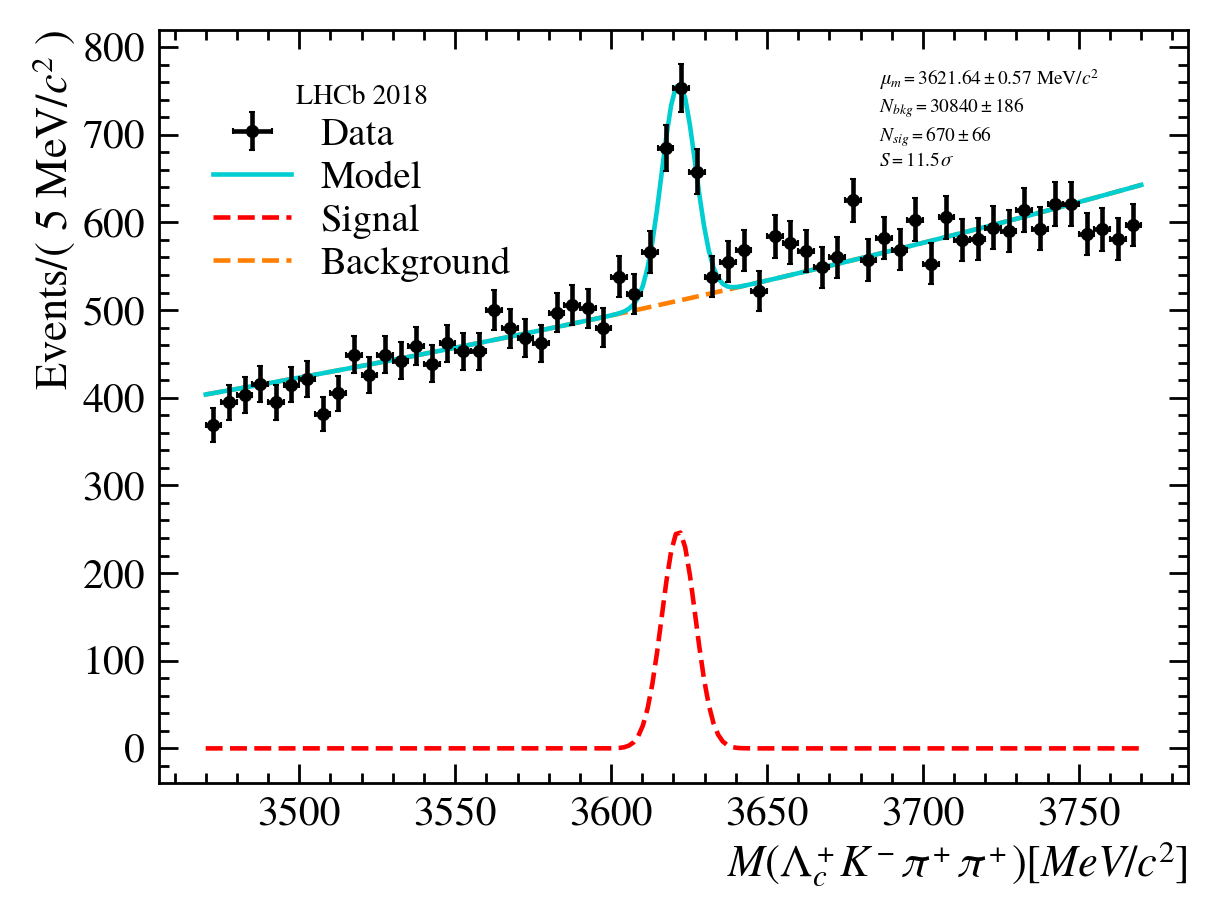 Events/( 5 MeV/c² )
800
700
600
500
400
300
200
100
0
LHCb 2018
Data
Model
Signal
Background
μ_m = 3621.64 ± 0.57 MeV/c²
N_bkg = 30840 ± 186
N_sig = 670 ± 66
S = 11.5σ
3500 3550 3600 3650 3700 3750
M(Λ_c⁺K⁻π⁺π⁺)[MeV/c²]